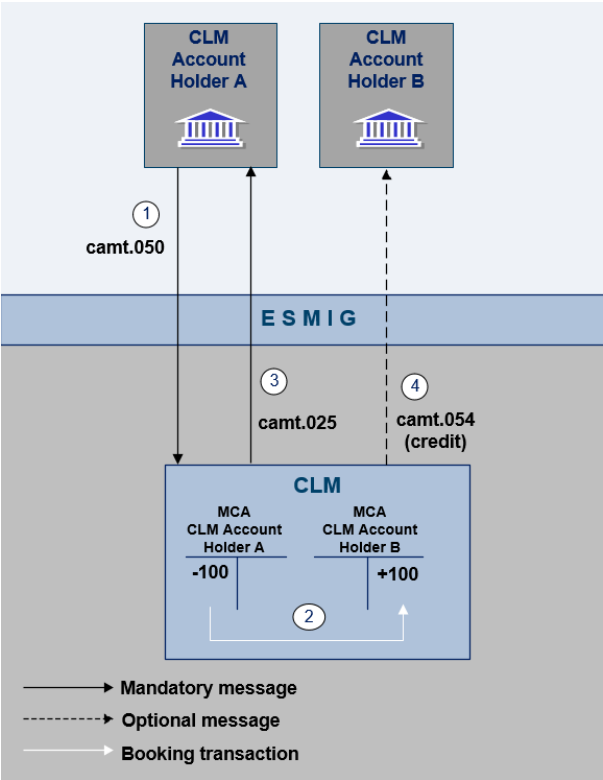 CLM
Account
Holder A
CLM
Account
Holder B
1
camt.050
E S M I G
3
camt.025
4
camt.054
(credit)
CLM
MCA
CLM Account
Holder A
MCA
CLM Account
Holder B
-100
+100
2
Mandatory message
Optional message
Booking transaction